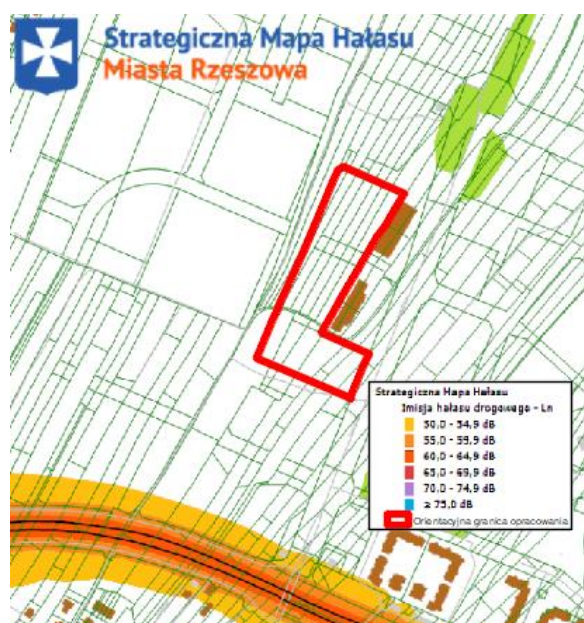 Strategiczna Mapa Hałasu
Miasta Rzeszowa
Strategiczna Mapa Hałasu
Imisja hałasu drogowego - Ln
50,0 - 54,9 dB
55,0 - 59,9 dB
60,0 - 64,9 dB
65,0 - 69,9 dB
70,0 - 74,9 dB
≥ 75,0 dB
Orientacyjna granica opracowania